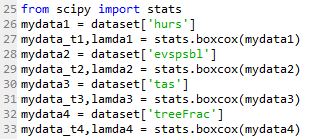 25 from scipy import stats
26 mydata1 = dataset['hurs']
27 mydata_t1,lamda1 = stats.boxcox(mydata1)
28 mydata2 = dataset['evspsbl']
29 mydata_t2,lamda2 = stats.boxcox(mydata2)
30 mydata3 = dataset['tas']
31 mydata_t3,lamda3 = stats.boxcox(mydata3)
32 mydata4 = dataset['treeFrac']
33 mydata_t4,lamda4 = stats.boxcox(mydata4)